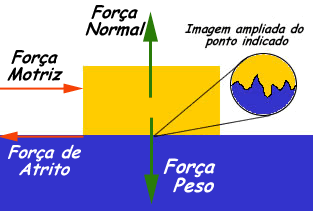 Força
Normal
Imagem ampliada do
ponto indicado
Força
Motriz
Força de
Atrito
Força
Peso